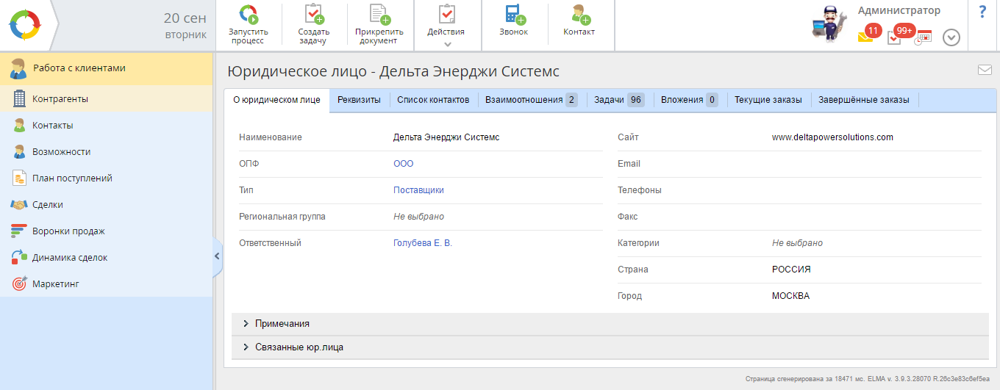 20 сен
вторник
Запустить процесс
Создать задачу
Прикрепить документ
Действия
Звонок
Контакт
Администратор
11
99+
?
Работа с клиентами
Контрагенты
Контакты
Возможности
План поступлений
Сделки
Воронки продаж
Динамика сделок
Маркетинг
Юридическое лицо - Дельта Энерджи Системс
О юридическом лице Реквизиты Список контактов Взаимоотношения 2 Задачи 96 Вложения 0 Текущие заказы Завершённые заказы
Наименование Дельта Энерджи Системс
ОПФ ООО
Тип Поставщики
Региональная группа Не выбрано
Ответственный Голубева Е. В.
Сайт www.deltapowersolutions.com
Email
Телефоны
Факс
Категории Не выбрано
Страна РОССИЯ
Город МОСКВА
Примечания
Связанные юр.лица
Страница сгенерирована за 18471 мс. ELMA v. 3.9.3.28070 R.26c3e83c6ef5ea